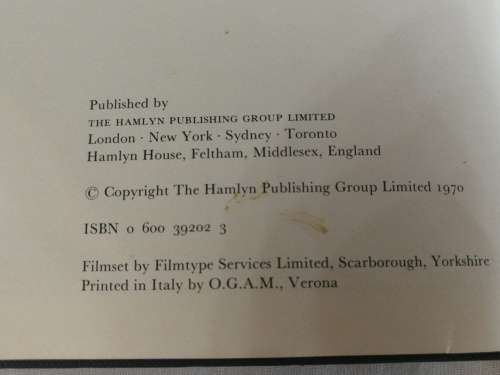 Published by
THE HAMLYN PUBLISHING GROUP LIMITED
London · New York · Sydney · Toronto
Hamlyn House, Feltham, Middlesex, England
© Copyright The Hamlyn Publishing Group Limited 1970
ISBN 0 600 39202 3
Filmset by Filmtype Services Limited, Scarborough, Yorkshire
Printed in Italy by O.G.A.M., Verona